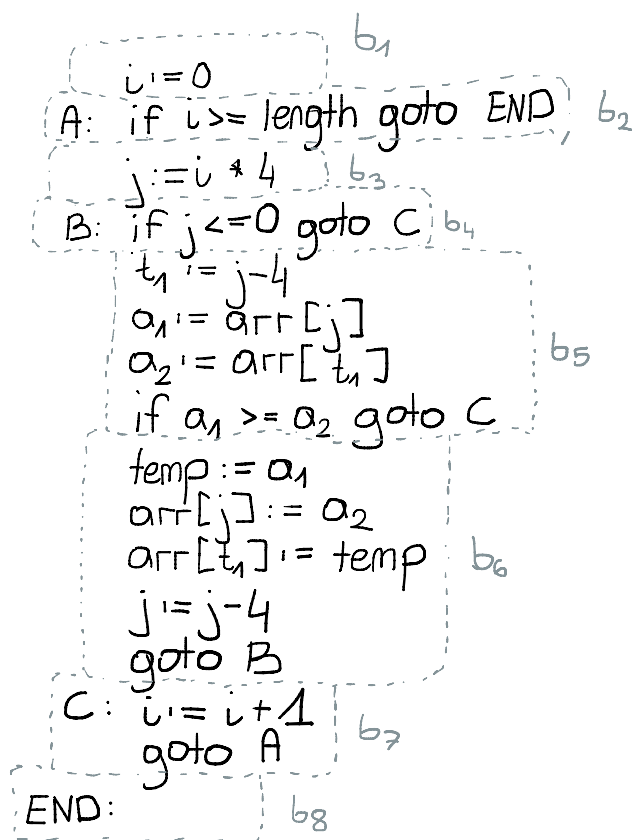 b1
i:=0
A: if i>= length goto END b2
j:=i * 4 b3
B: if j<=0 goto C b4
t1 := j-4
a1:= arr[j]
a2:= arr[t1] b5
if a1 >= a2 goto C
temp:= a1
arr[j]:= a2
arr[t1]:= temp b6
j:= j-4
goto B
C: i:= i+1 b7
goto A
END: b8